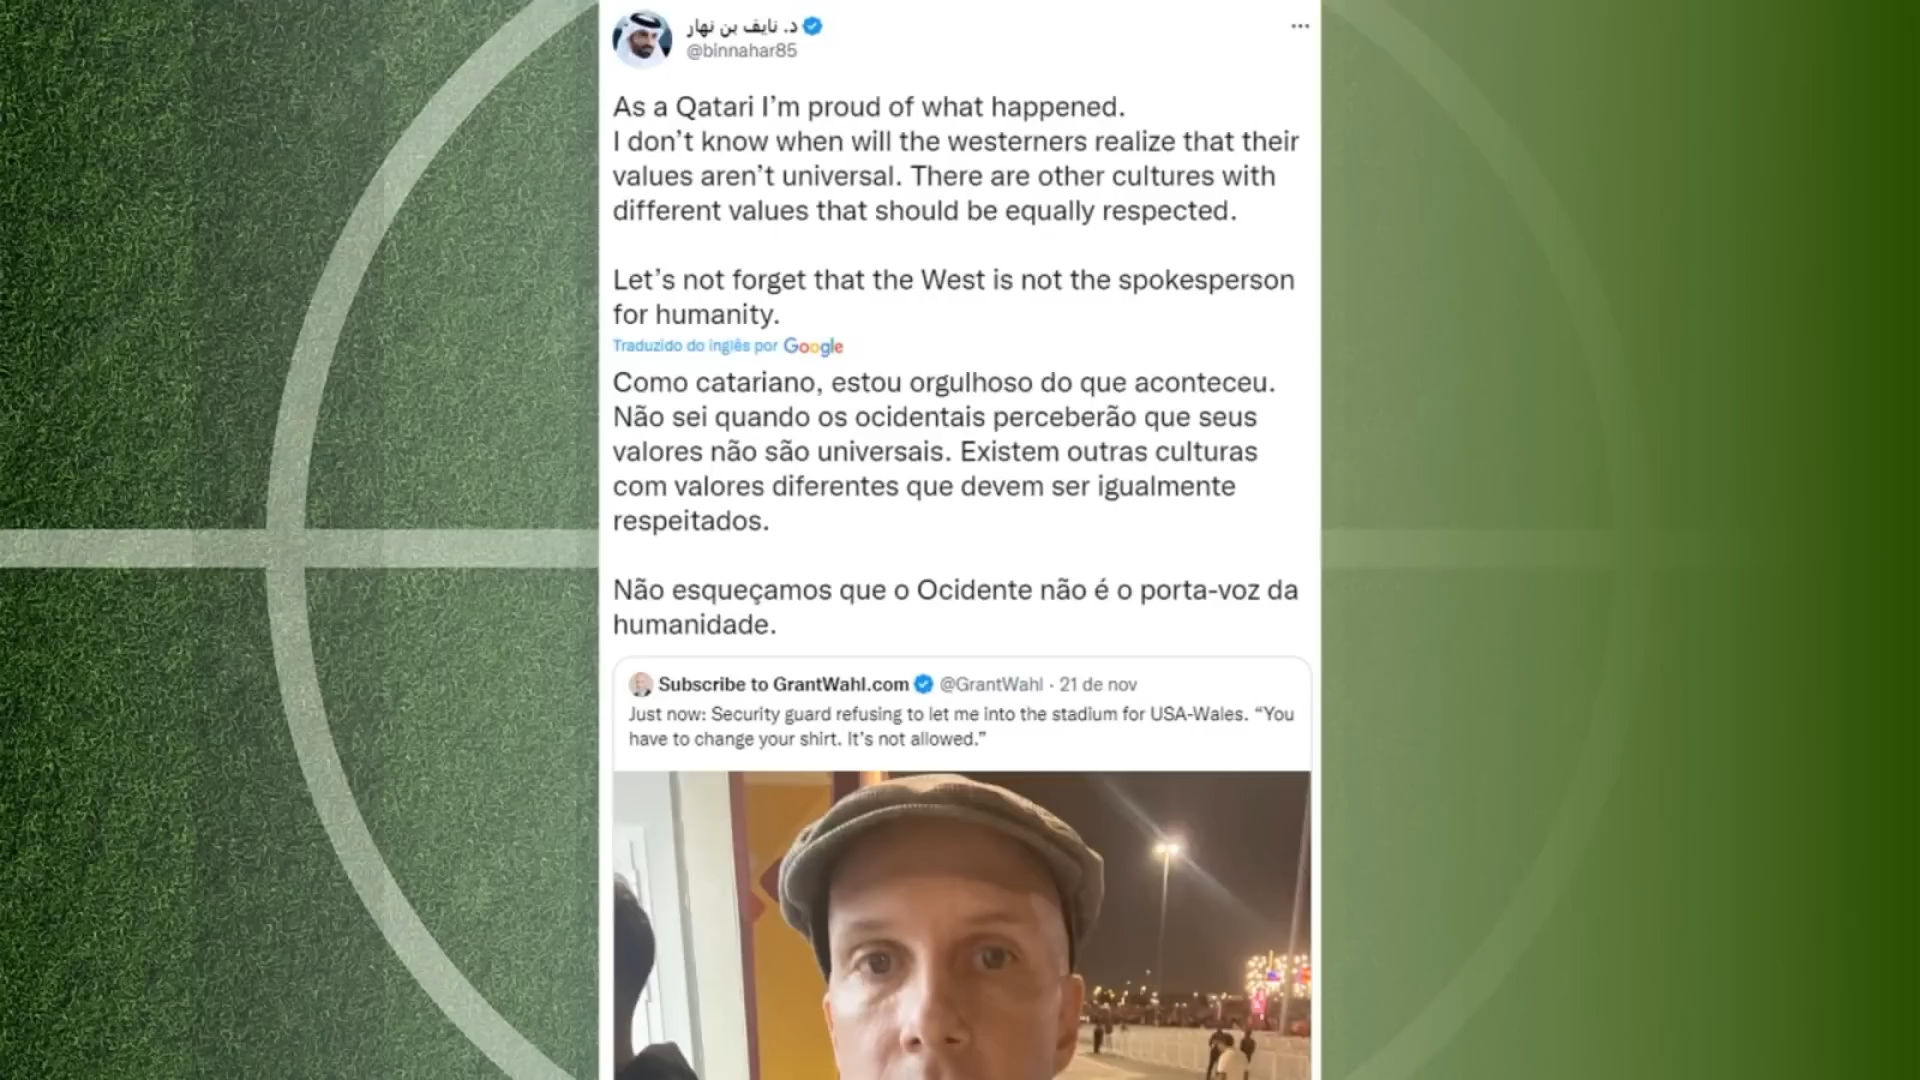 د. نايف بن نهار
@binnahar85
As a Qatari I’m proud of what happened.
I don’t know when will the westerners realize that their
values aren’t universal. There are other cultures with
different values that should be equally respected.
Let’s not forget that the West is not the spokesperson
for humanity.
Traduzido do inglês por Google
Como catariano, estou orgulhoso do que aconteceu.
Não sei quando os ocidentais perceberão que seus
valores não são universais. Existem outras culturas
com valores diferentes que devem ser igualmente
respeitados.
Não esqueçamos que o Ocidente não é o porta-voz da
humanidade.
Subscribe to GrantWahl.com @GrantWahl · 21 de nov
Just now: Security guard refusing to let me into the stadium for USA-Wales. “You
have to change your shirt. It’s not allowed.”